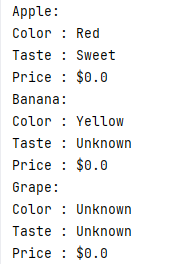 Apple:
Color : Red
Taste : Sweet
Price : $0.0
Banana:
Color : Yellow
Taste : Unknown
Price : $0.0
Grape:
Color : Unknown
Taste : Unknown
Price : $0.0